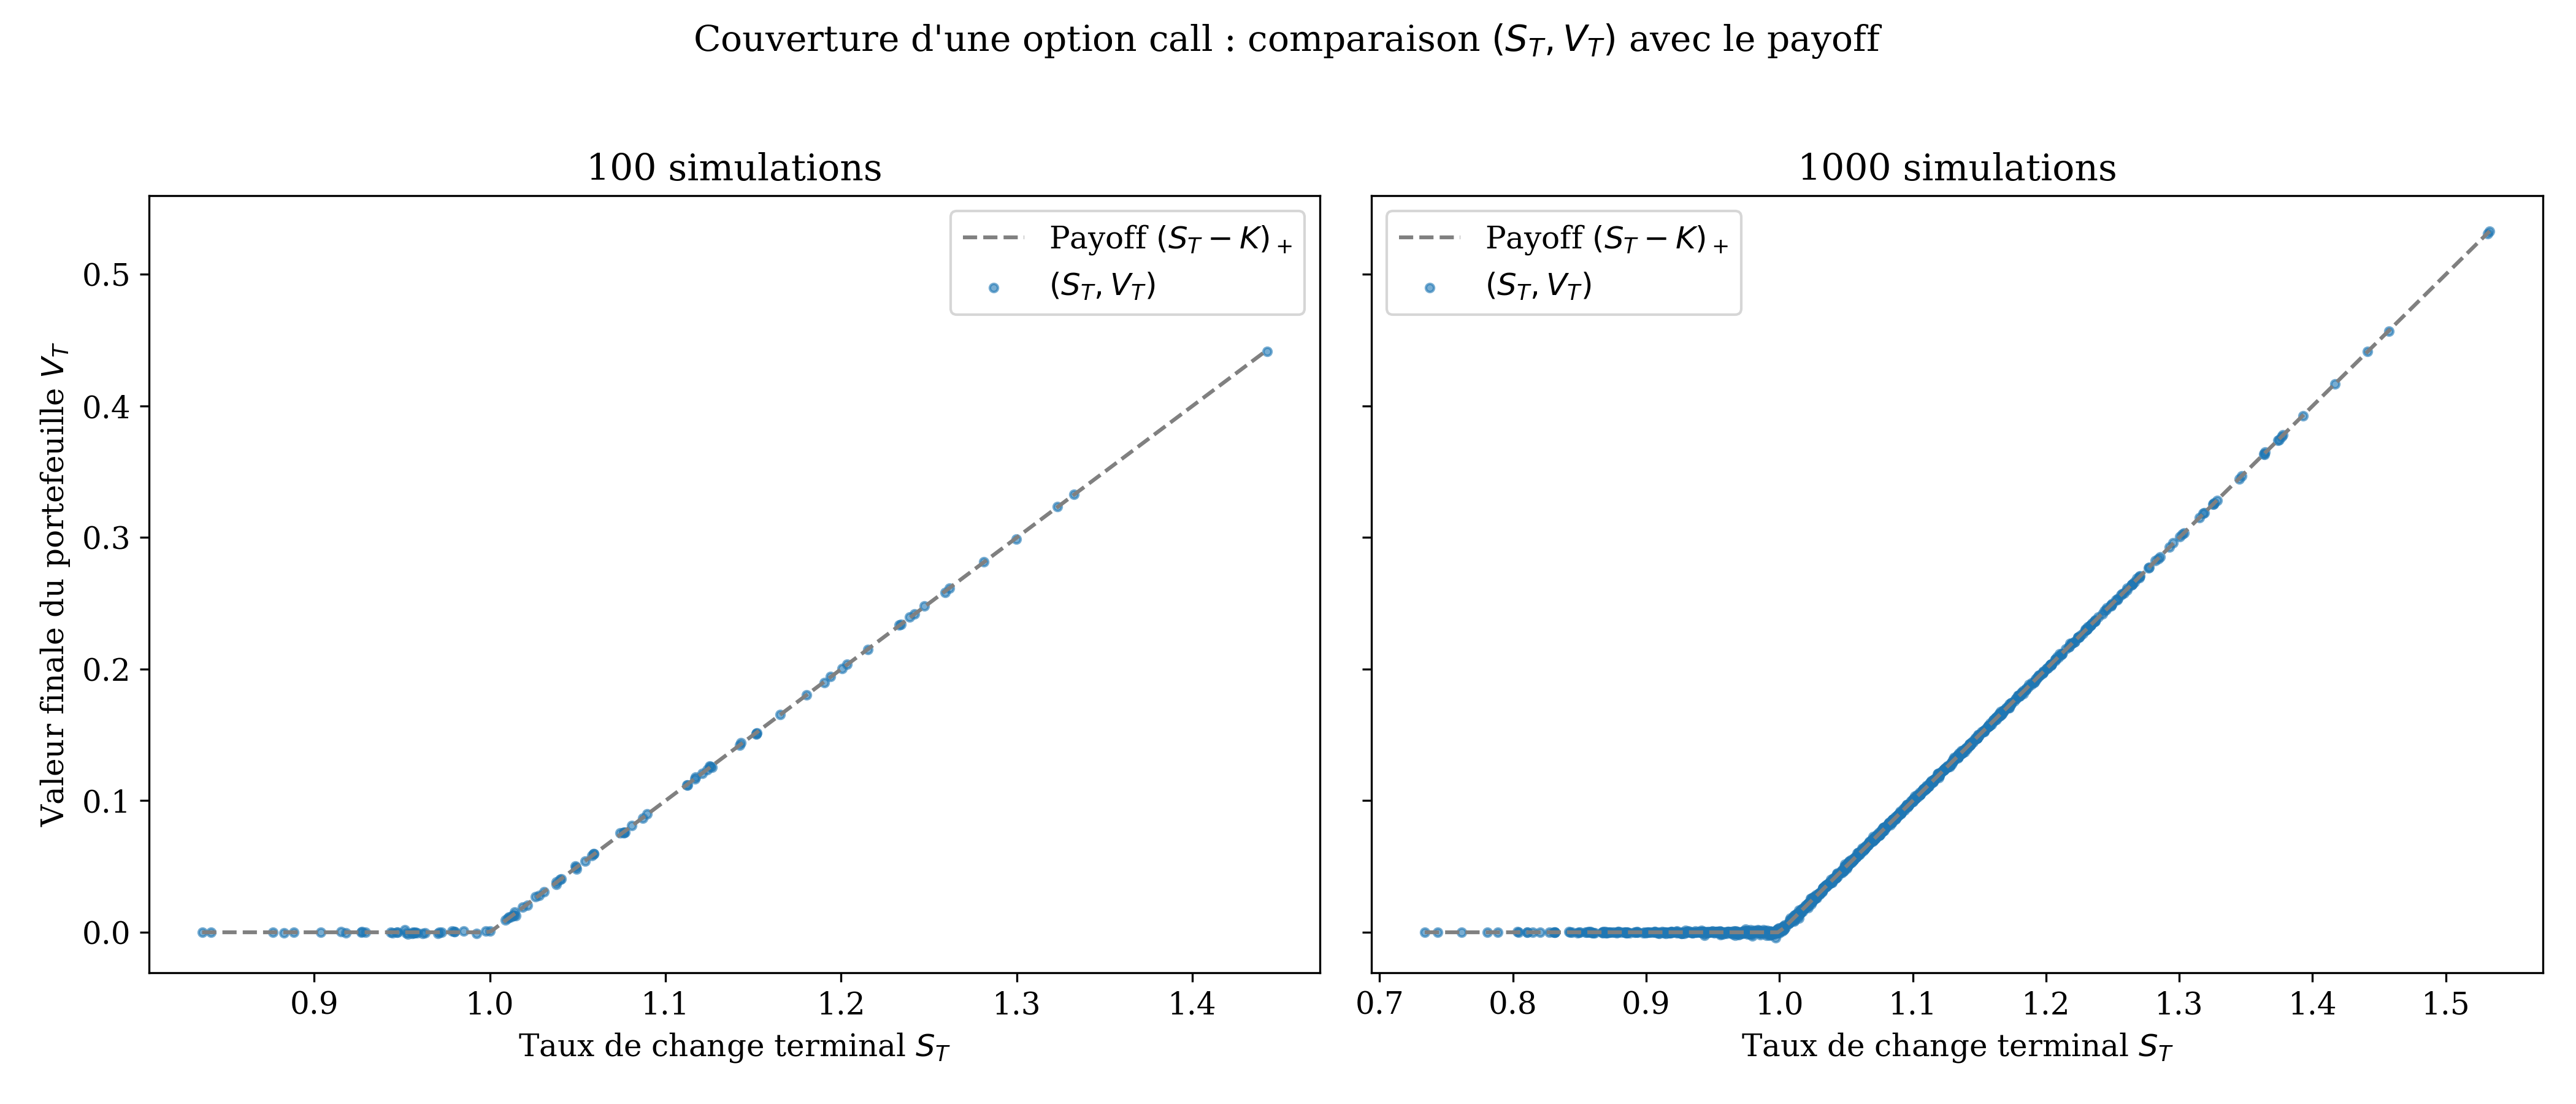 Couverture d'une option call : comparaison (S_T, V_T) avec le payoff
100 simulations
Payoff (S_T − K)_+
(S_T, V_T)
Valeur finale du portefeuille V_T
0.5
0.4
0.3
0.2
0.1
0.0
0.9 1.0 1.1 1.2 1.3 1.4
Taux de change terminal S_T
1000 simulations
Payoff (S_T − K)_+
(S_T, V_T)
0.7 0.8 0.9 1.0 1.1 1.2 1.3 1.4 1.5
Taux de change terminal S_T